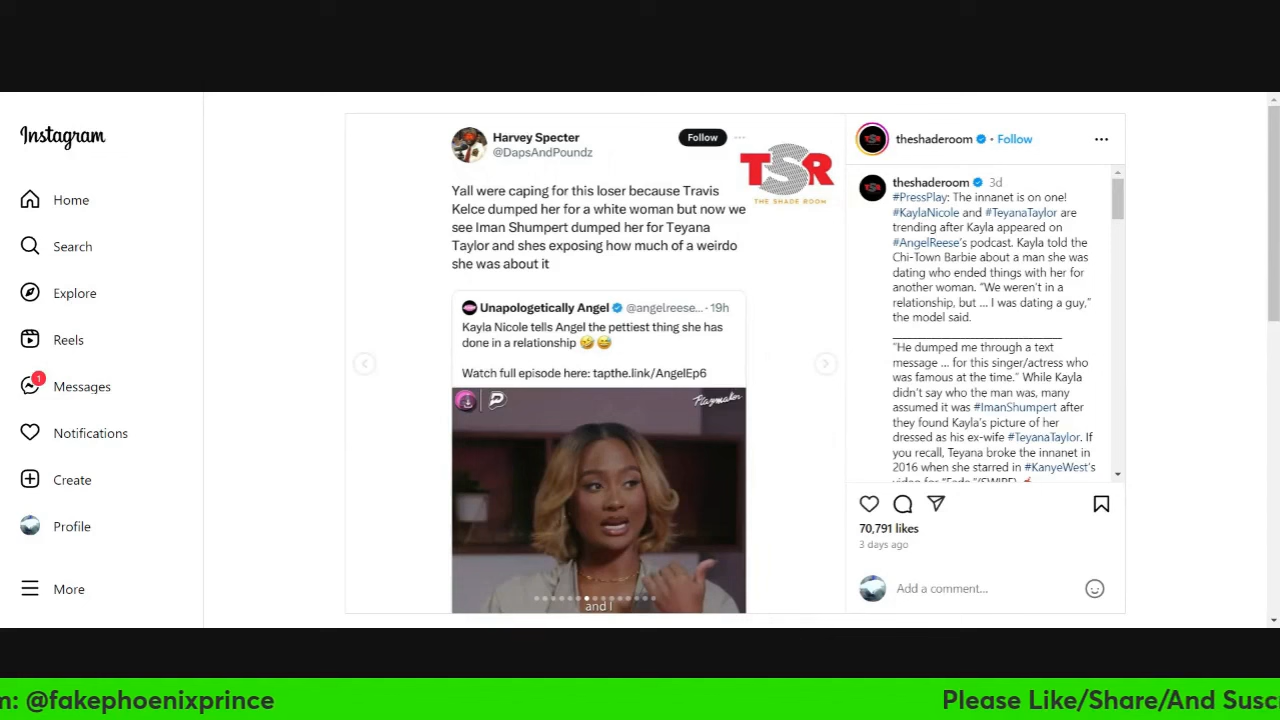 Instagram
Home
Search
Explore
Reels
1
Messages
Notifications
Create
Profile
More
Harvey Specter
@DapsAndPoundz
Follow
TSR
THE SHADE ROOM
Yall were caping for this loser because Travis
Kelce dumped her for a white woman but now we
see Iman Shumpert dumped her for Teyana
Taylor and shes exposing how much of a weirdo
she was about it
Unapologetically Angel @angelreese... · 19h
Kayla Nicole tells Angel the pettiest thing she has
done in a relationship 🤣😅
Watch full episode here: tapthe.link/AngelEp6
Playmaker
and I
theshaderoom • Follow
theshaderoom 3d
#PressPlay: The innanet is on one!
#KaylaNicole and #TeyanaTaylor are
trending after Kayla appeared on
#AngelReese's podcast. Kayla told the
Chi-Town Barbie about a man she was
dating who ended things with her for
another woman. "We weren't in a
relationship, but ... I was dating a guy,"
the model said.
"He dumped me through a text
message ... for this singer/actress who
was famous at the time." While Kayla
didn't say who the man was, many
assumed it was #ImanShumpert after
they found Kayla's picture of her
dressed as his ex-wife #TeyanaTaylor. If
you recall, Teyana broke the innanet in
2016 when she starred in #KanyeWest's
video for "Fade."(SWIPE)
70,791 likes
3 days ago
Add a comment...
m: @fakephoenixprince
Please Like/Share/And Susc